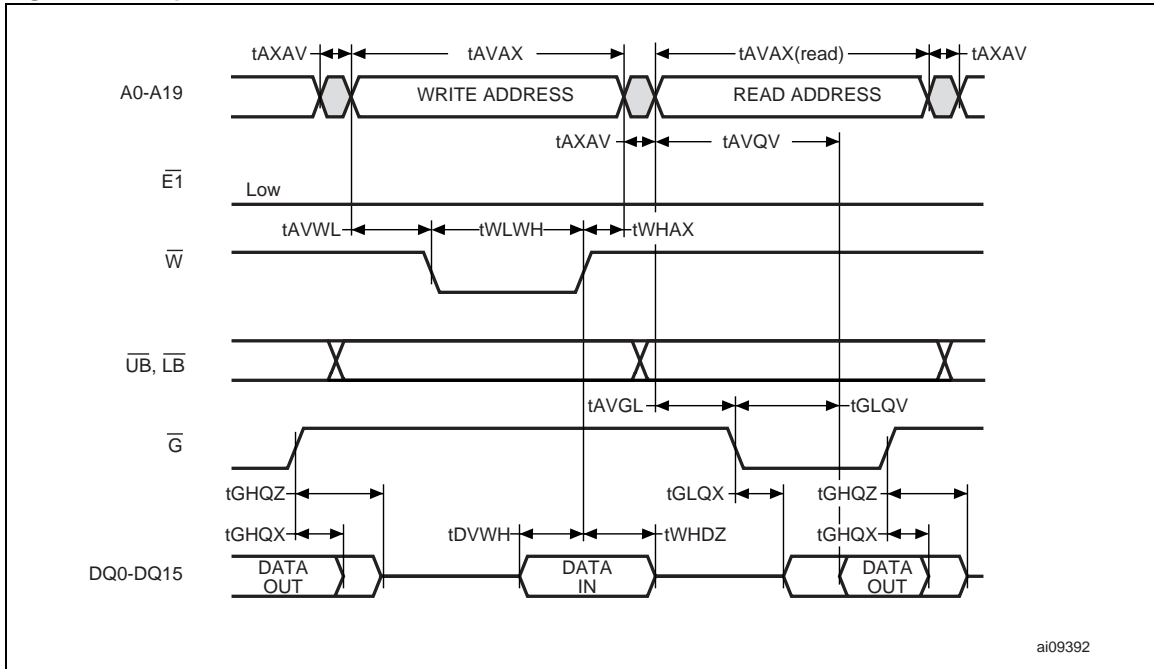 tAXAV tAVAX tAVAX(read) tAXAV
A0-A19 WRITE ADDRESS READ ADDRESS
tAXAV tAVQV
E1 Low
tAVWL tWLWH tWHAX
W
UB, LB
tAVGL tGLQV
G
tGHQZ tGLQX tGHQZ
tGHQX tDVWH tWHDZ tGHQX
DQ0-DQ15 DATA OUT DATA IN DATA OUT
ai09392